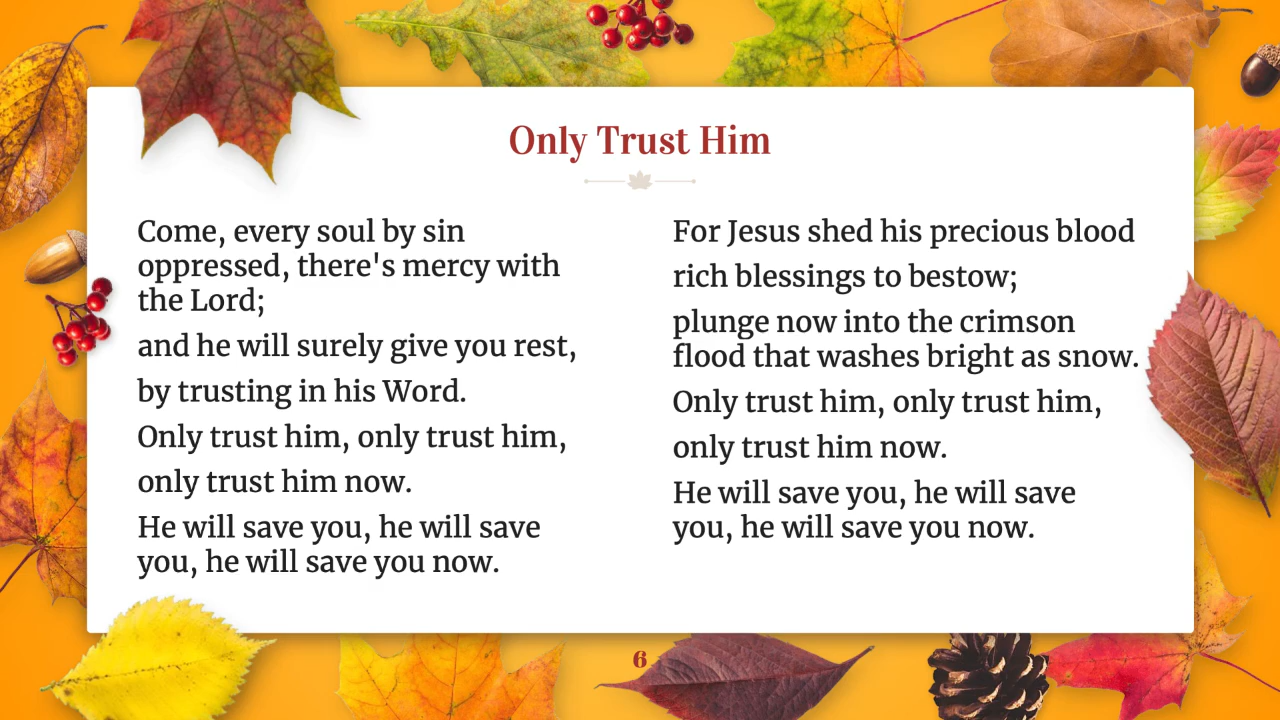 Only Trust Him
Come, every soul by sin
oppressed, there's mercy with
the Lord;
and he will surely give you rest,
by trusting in his Word.
Only trust him, only trust him,
only trust him now.
He will save you, he will save
you, he will save you now.
For Jesus shed his precious blood
rich blessings to bestow;
plunge now into the crimson
flood that washes bright as snow.
Only trust him, only trust him,
only trust him now.
He will save you, he will save
you, he will save you now.
6